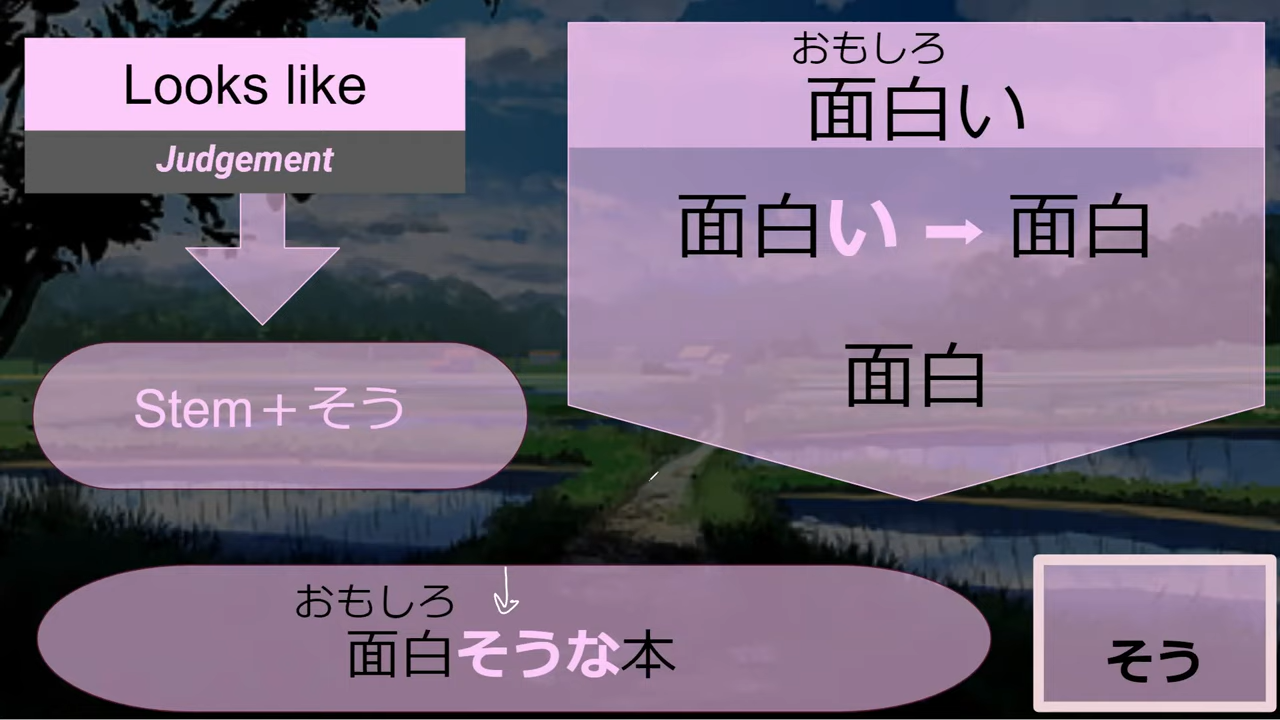 Looks like
Judgement
Stem＋そう
おもしろ
面白い
面白い → 面白
面白
おもしろ
面白そうな本
そう